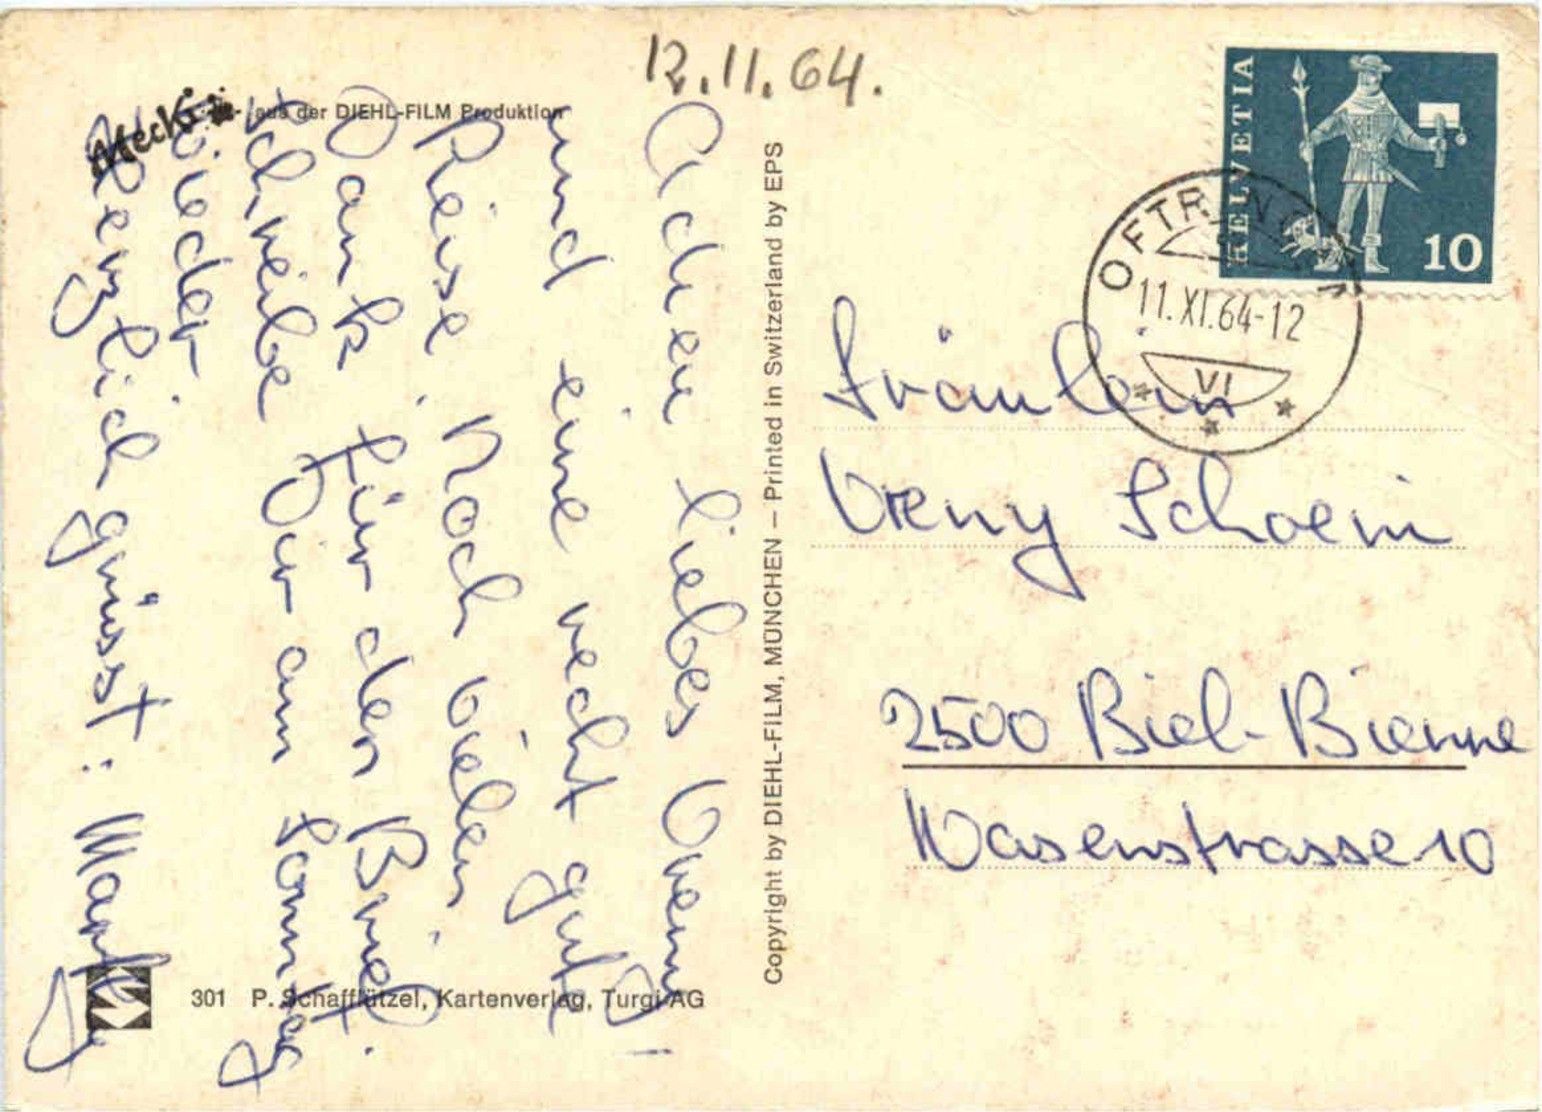 12.11.64.
Mecki - aus der DIEHL-FILM Produktion
Adieu liebes Vreny!
und eine recht gute
Reise. Noch vielen
Dank für den Brief.
Schreibe Dir am Sonntag
wieder
Herzlich grüsst:
301 P. Schafflützel, Kartenverlag, Turgi AG
Copyright by DIEHL-FILM, MÜNCHEN – Printed in Switzerland by EPS
HELVETIA
10
11.XI.64-12
VI
Fräulein
Vreny Schoeni
2500 Biel-Bienne
Wasenstrasse 10